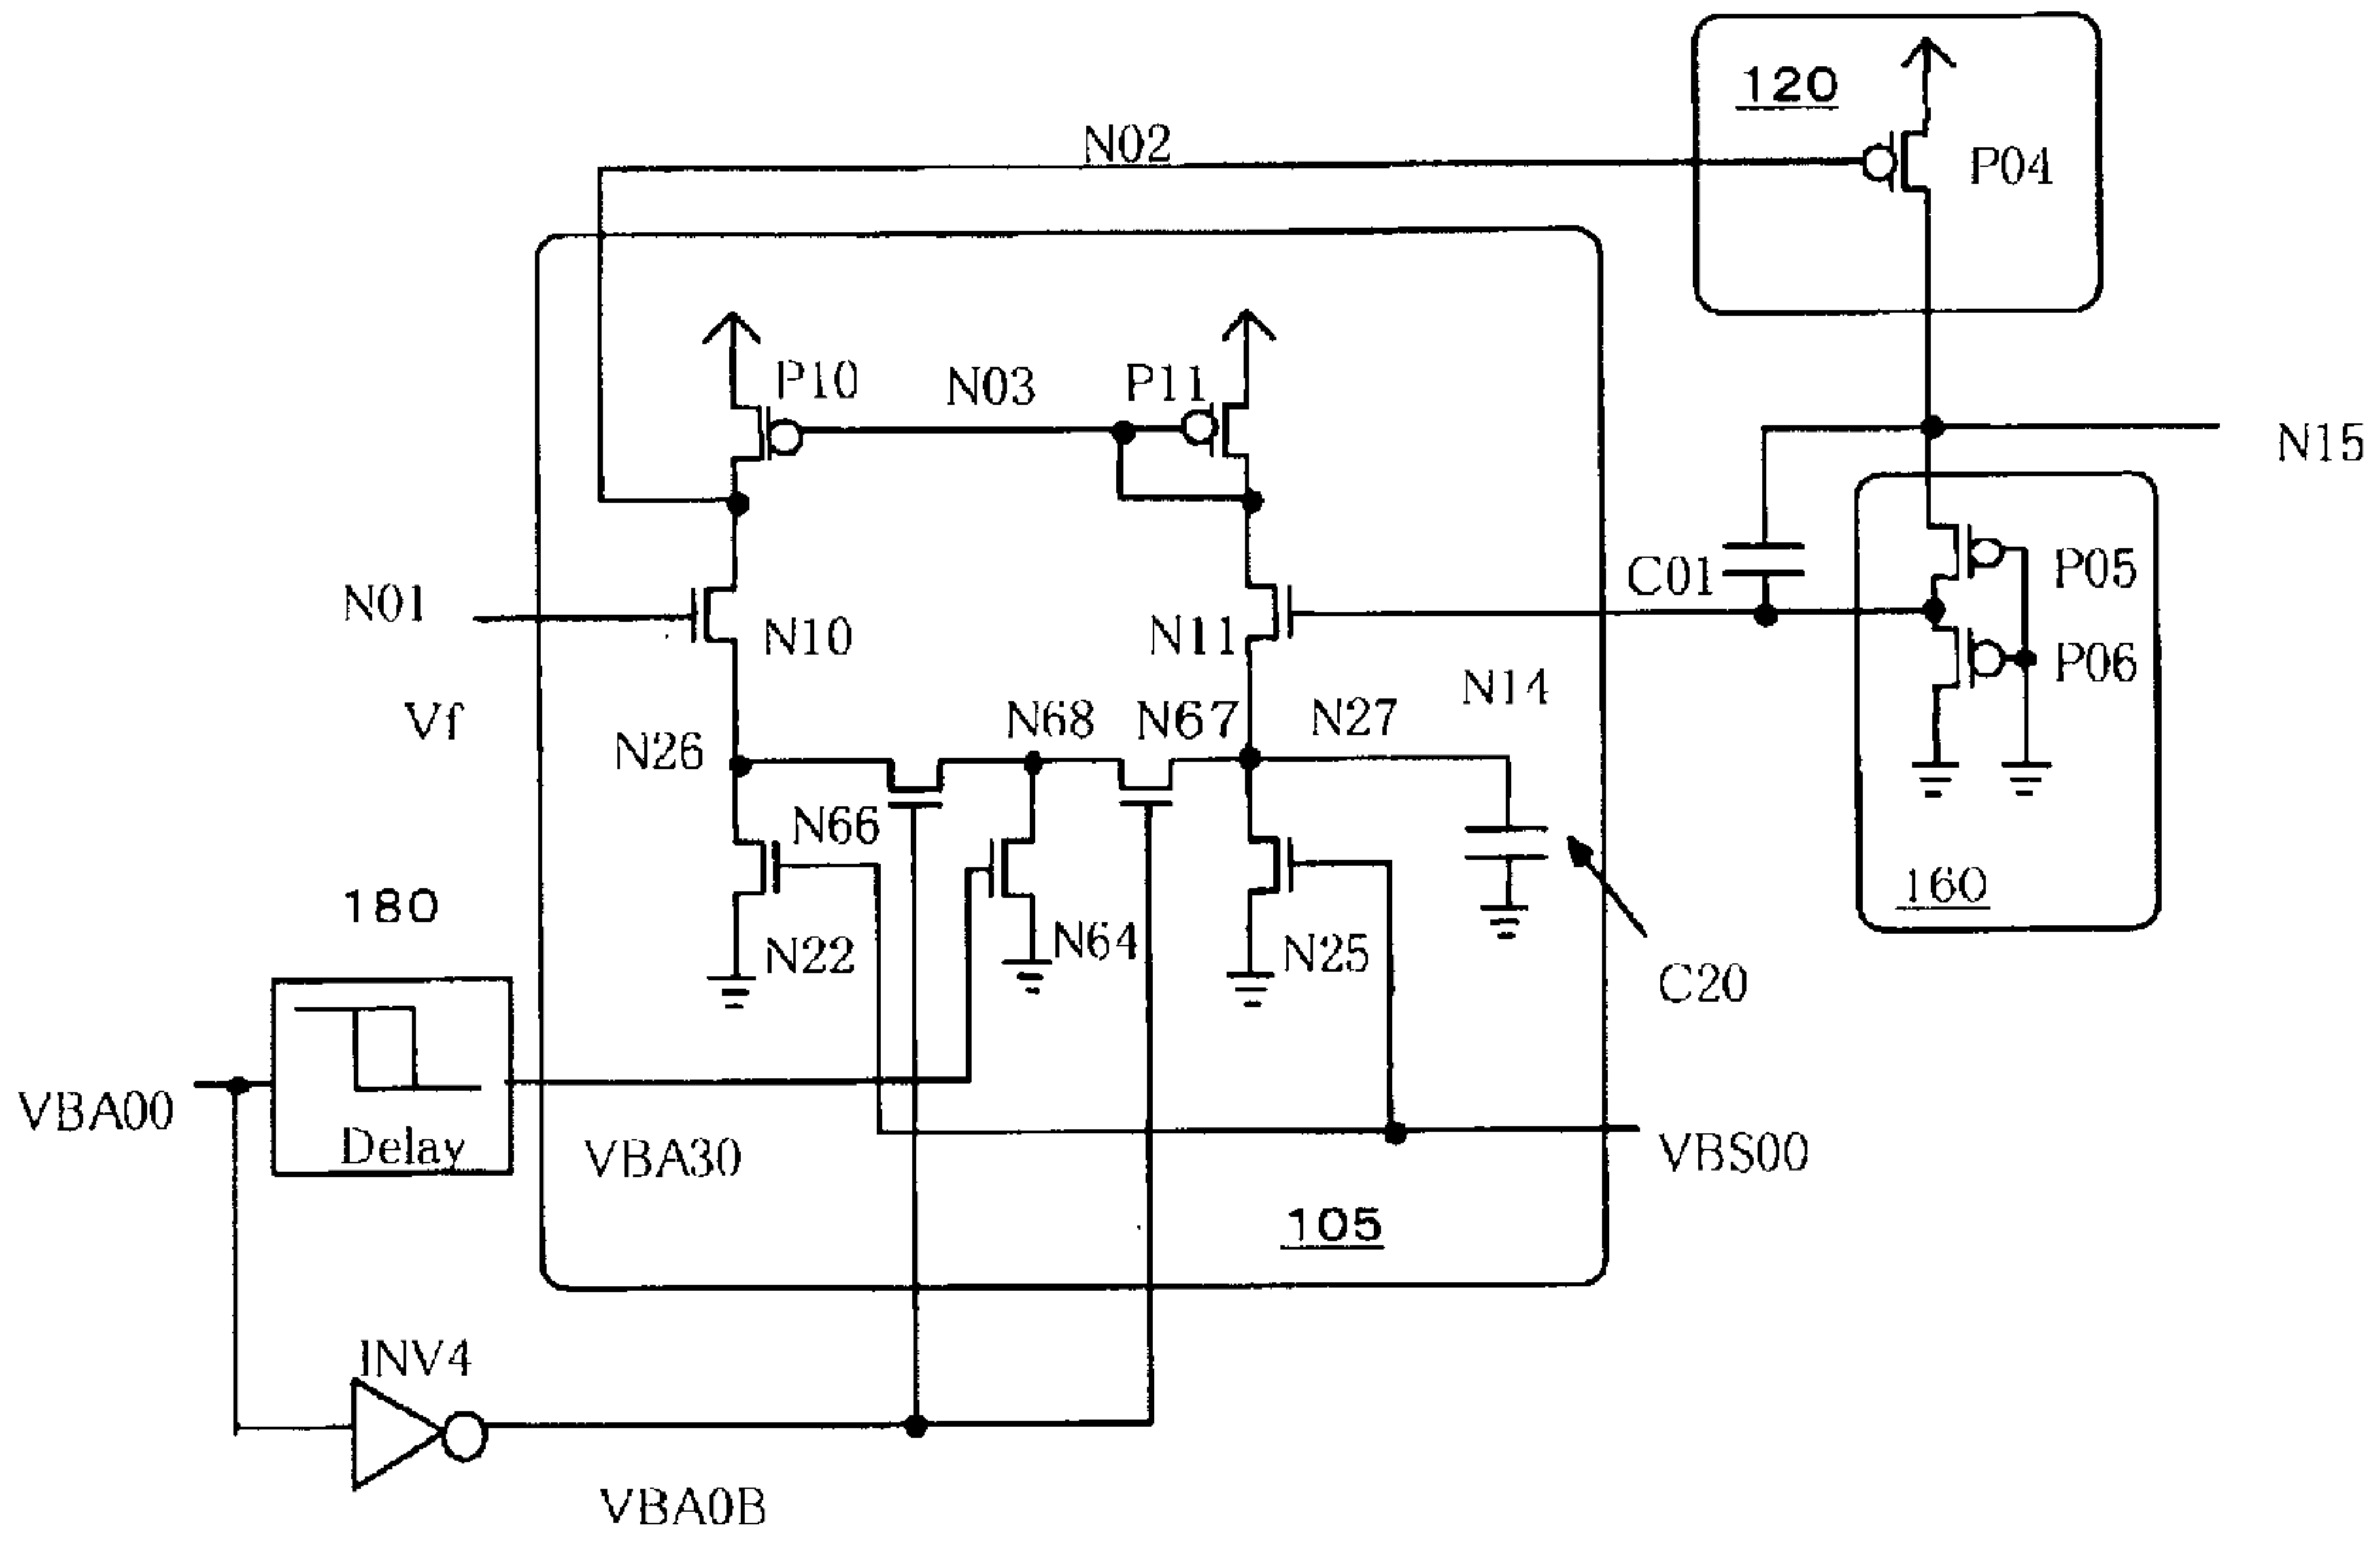 120
N02
P04
P10
N03
P11
N15
C01
P05
N01
N10
N11
P06
N14
Vf
N26
N68
N67
N27
N66
180
160
N22
N64
N25
C20
VBA00
Delay
VBA30
VBS00
105
INV4
VBA0B